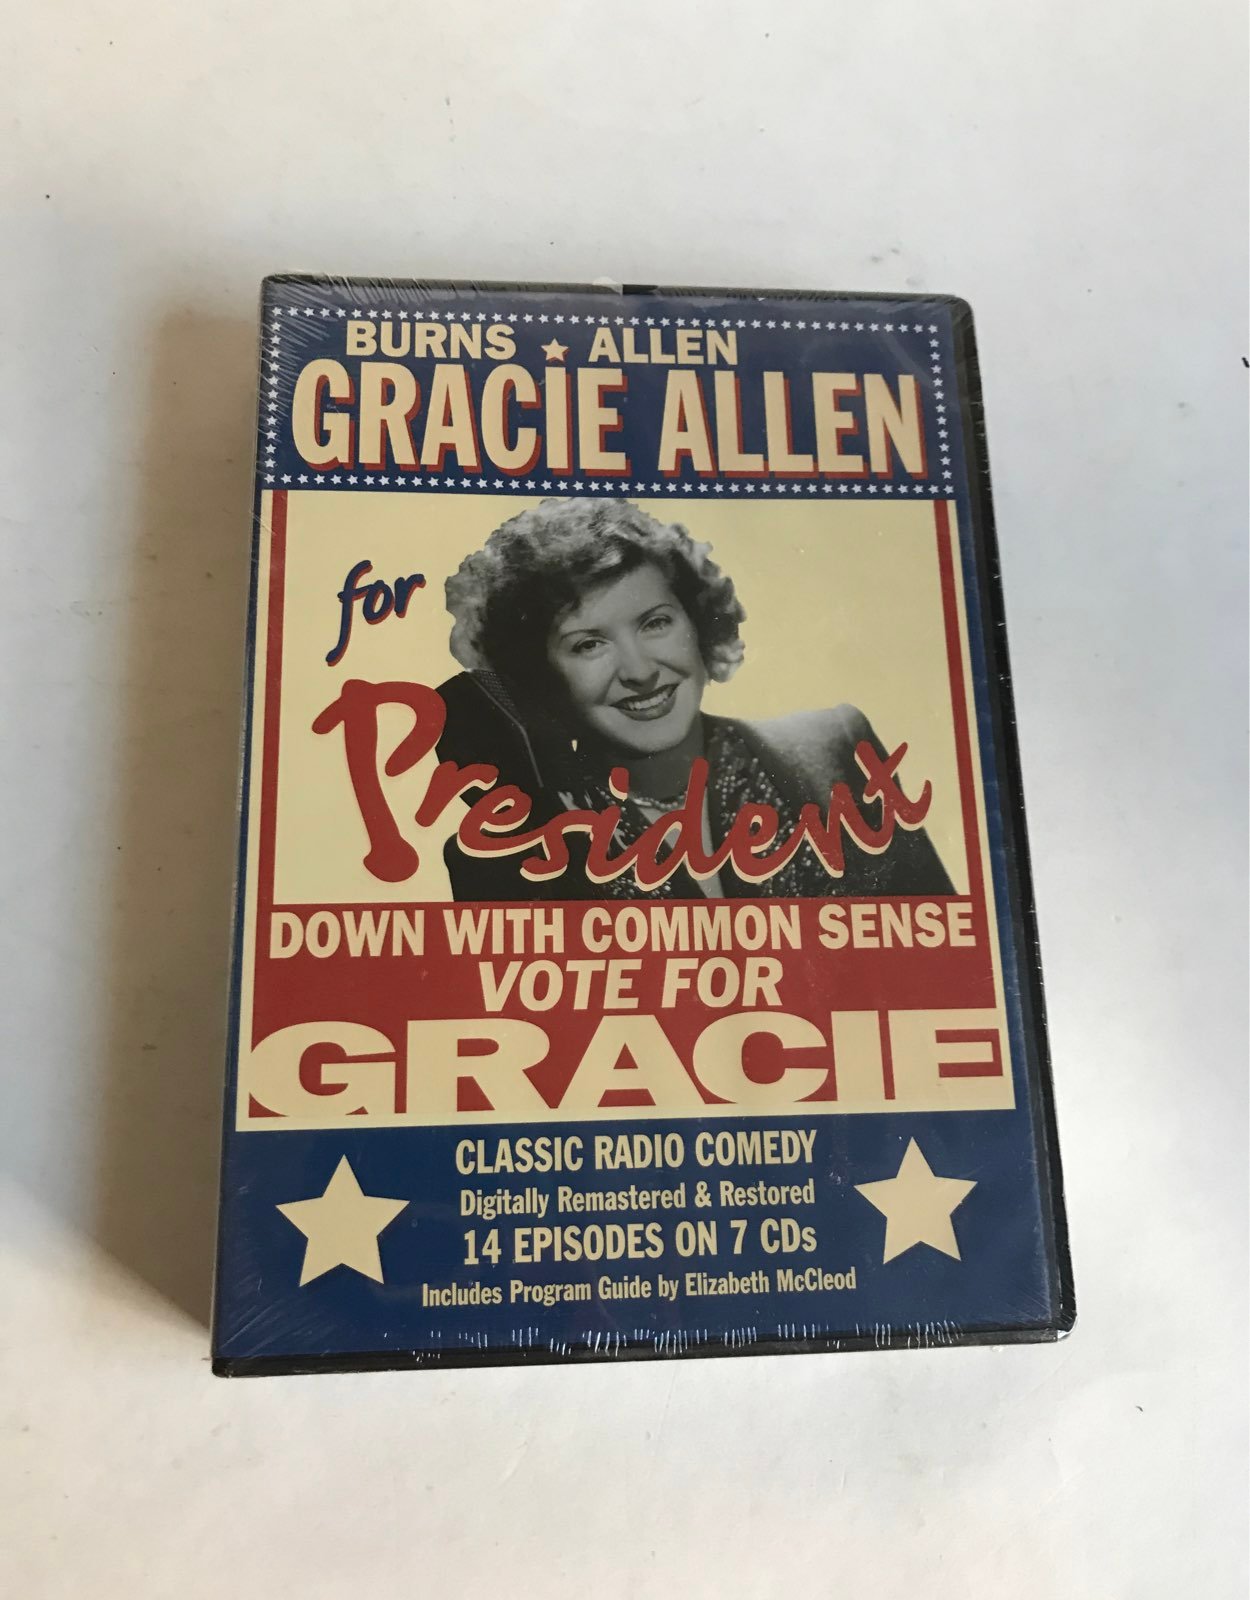 BURNS ★ ALLEN
GRACIE ALLEN
for
President
DOWN WITH COMMON SENSE
VOTE FOR
GRACIE
CLASSIC RADIO COMEDY
Digitally Remastered & Restored
14 EPISODES ON 7 CDs
Includes Program Guide by Elizabeth McCleod